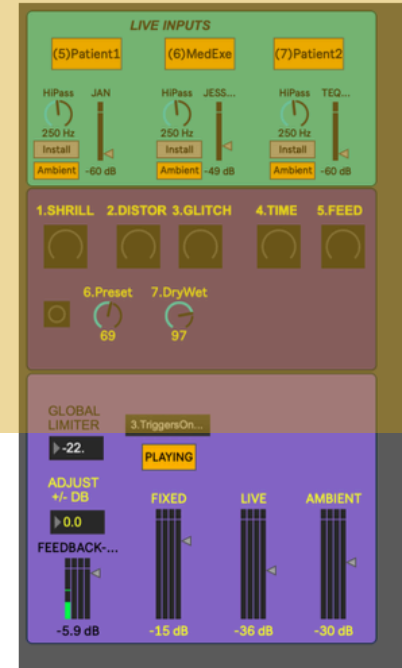 LIVE INPUTS
(5)Patient1 (6)MedExe (7)Patient2
HiPass JAN HiPass JESS... HiPass TEQ...
250 Hz 250 Hz 250 Hz
Install Install Install
Ambient -60 dB Ambient -49 dB Ambient -60 dB
1.SHRILL 2.DISTOR 3.GLITCH 4.TIME 5.FEED
6.Preset 7.DryWet
69 97
GLOBAL
LIMITER
3.TriggersOn...
-22.
PLAYING
ADJUST
+/- DB
FIXED LIVE AMBIENT
0.0
FEEDBACK-...
-5.9 dB -15 dB -36 dB -30 dB